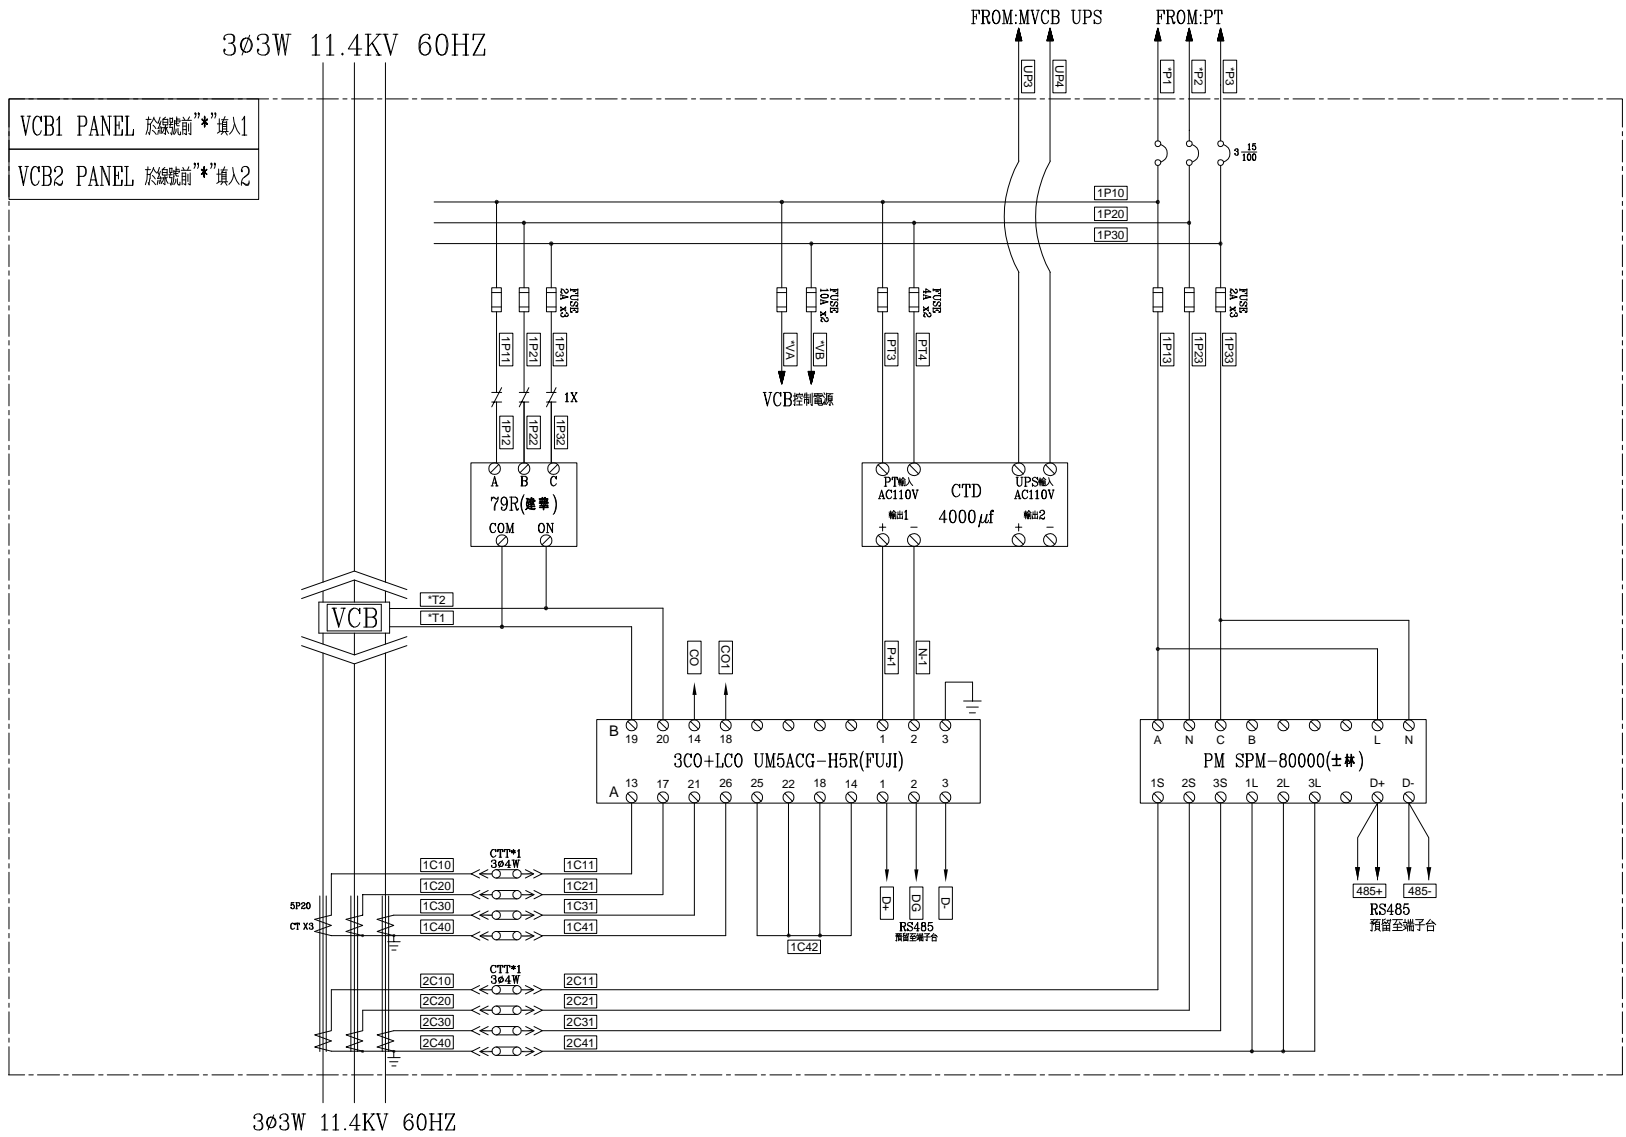 FROM:MVCB UPS
FROM:PT
3ø3W 11.4KV 60HZ
UP3
UP4
*P1
*P2
*P3
VCB1 PANEL 於線號前"*"填入1
VCB2 PANEL 於線號前"*"填入2
3 15/100
1P10
1P20
1P30
FUSE
2A x3
FUSE
10A x2
FUSE
4A x2
FUSE
2A x3
1P11
1P21
1P31
*VA
*VB
PT3
PT4
1P13
1P23
1P33
1X
VCB控制電源
1P12
1P22
1P32
A B C
79R(建華)
COM ON
PT輸入
AC110V
CTD
4000μf
UPS輸入
AC110V
輸出1
輸出2
+ −
+ −
*T2
*T1
VCB
CO
CO1
P+1
N-1
B 19 20 14 18 1 2 3
3CO+LCO UM5ACG-H5R(FUJI)
A 13 17 21 26 25 22 18 14 1 2 3
A N C B L N
PM SPM-80000(士林)
1S 2S 3S 1L 2L 3L D+ D-
CTT*1
3ø4W
1C10
1C11
1C20
1C21
1C30
1C31
1C40
1C41
5P20
CT X3
1C42
D+
DG
D-
RS485
預留至端子台
485+
485-
RS485
預留至端子台
CTT*1
3ø4W
2C10
2C11
2C20
2C21
2C30
2C31
2C40
2C41
3ø3W 11.4KV 60HZ